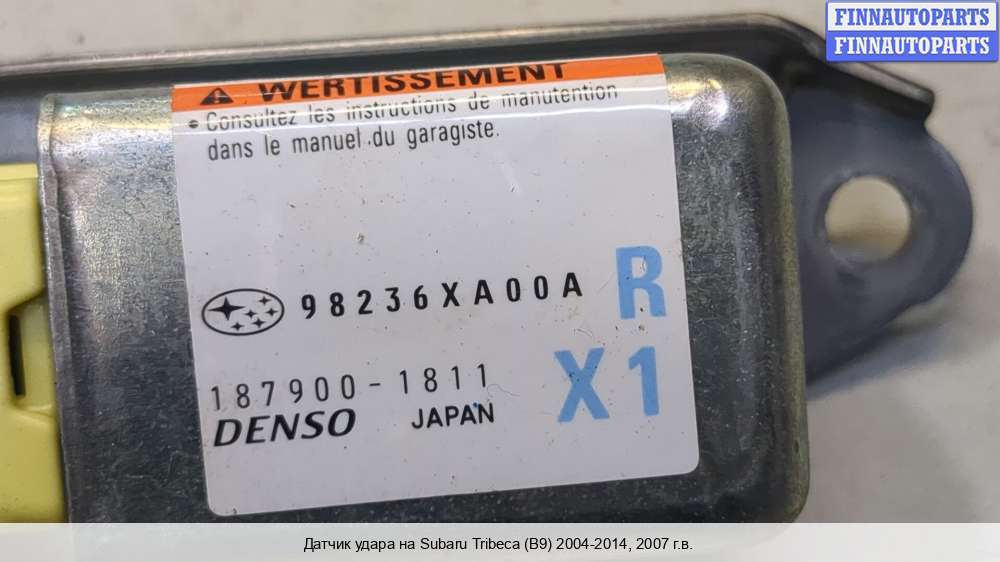 FINNAUTOPARTS
FINNAUTOPARTS
WERTISSEMENT
• Consultez les instructions de manutention
dans le manuel du garagiste.
98236XA00A R
187900-1811 X1
DENSO JAPAN
Датчик удара на Subaru Tribeca (B9) 2004-2014, 2007 г.в.